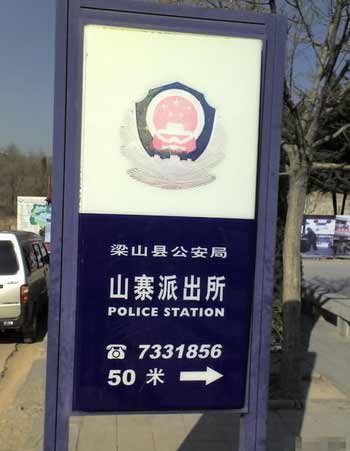 梁山县公安局
山寨派出所
POLICE STATION
☎ 7331856
50 米 →